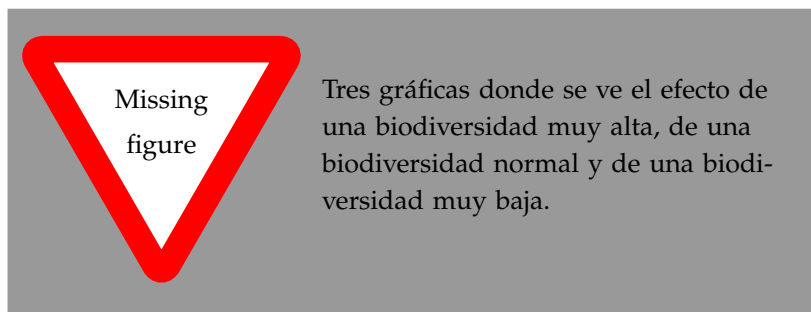 Missing
figure
Tres gráficas donde se ve el efecto de
una biodiversidad muy alta, de una
biodiversidad normal y de una biodi-
versidad muy baja.